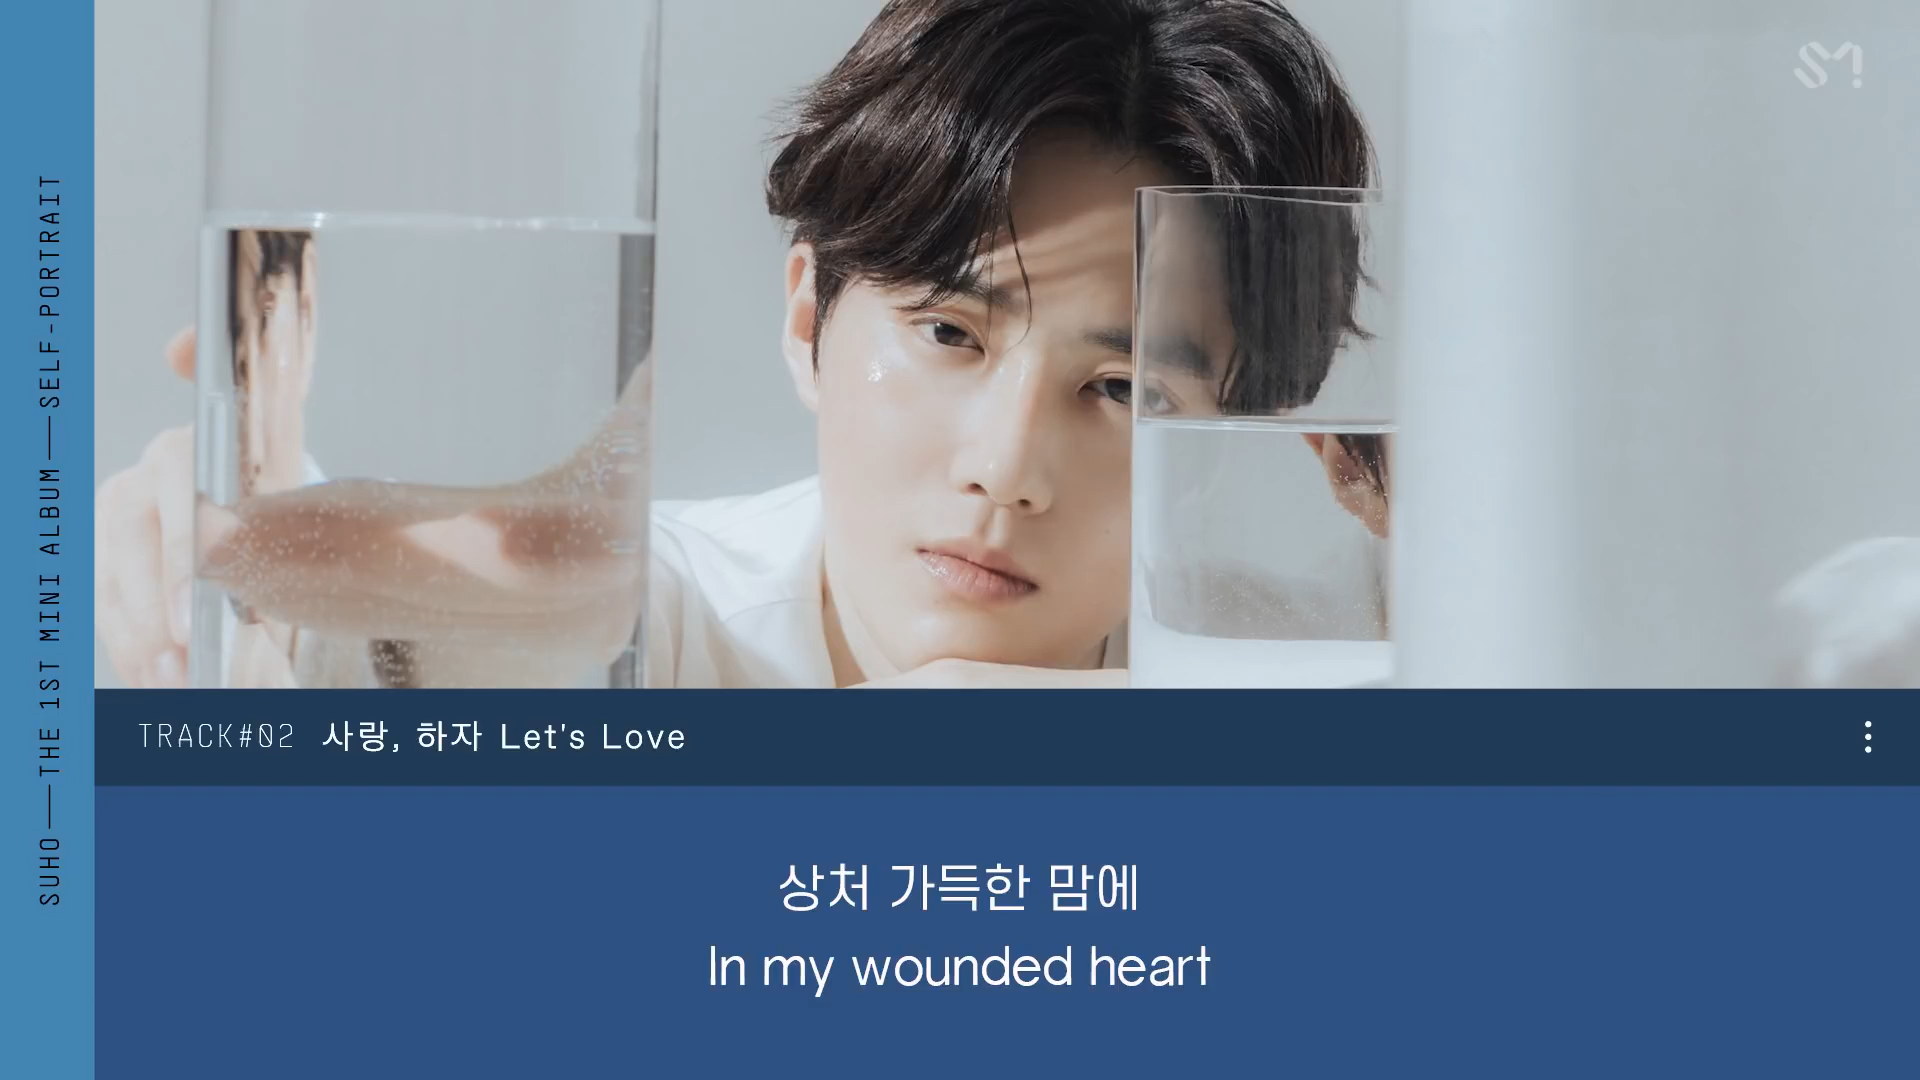 SM
SUHO—THE 1ST MINI ALBUM—SELF-PORTRAIT
TRACK#02 사랑, 하자 Let's Love
상처 가득한 맘에
In my wounded heart